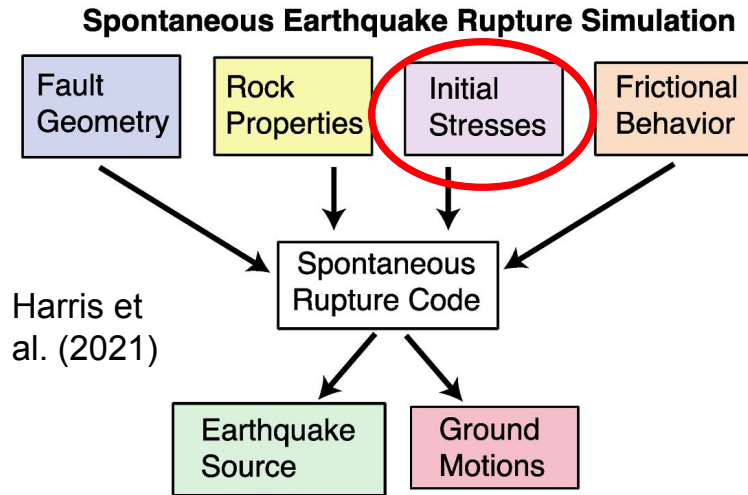 Spontaneous Earthquake Rupture Simulation
Fault
Geometry
Rock
Properties
Initial
Stresses
Frictional
Behavior
Spontaneous
Rupture Code
Harris et
al. (2021)
Earthquake
Source
Ground
Motions